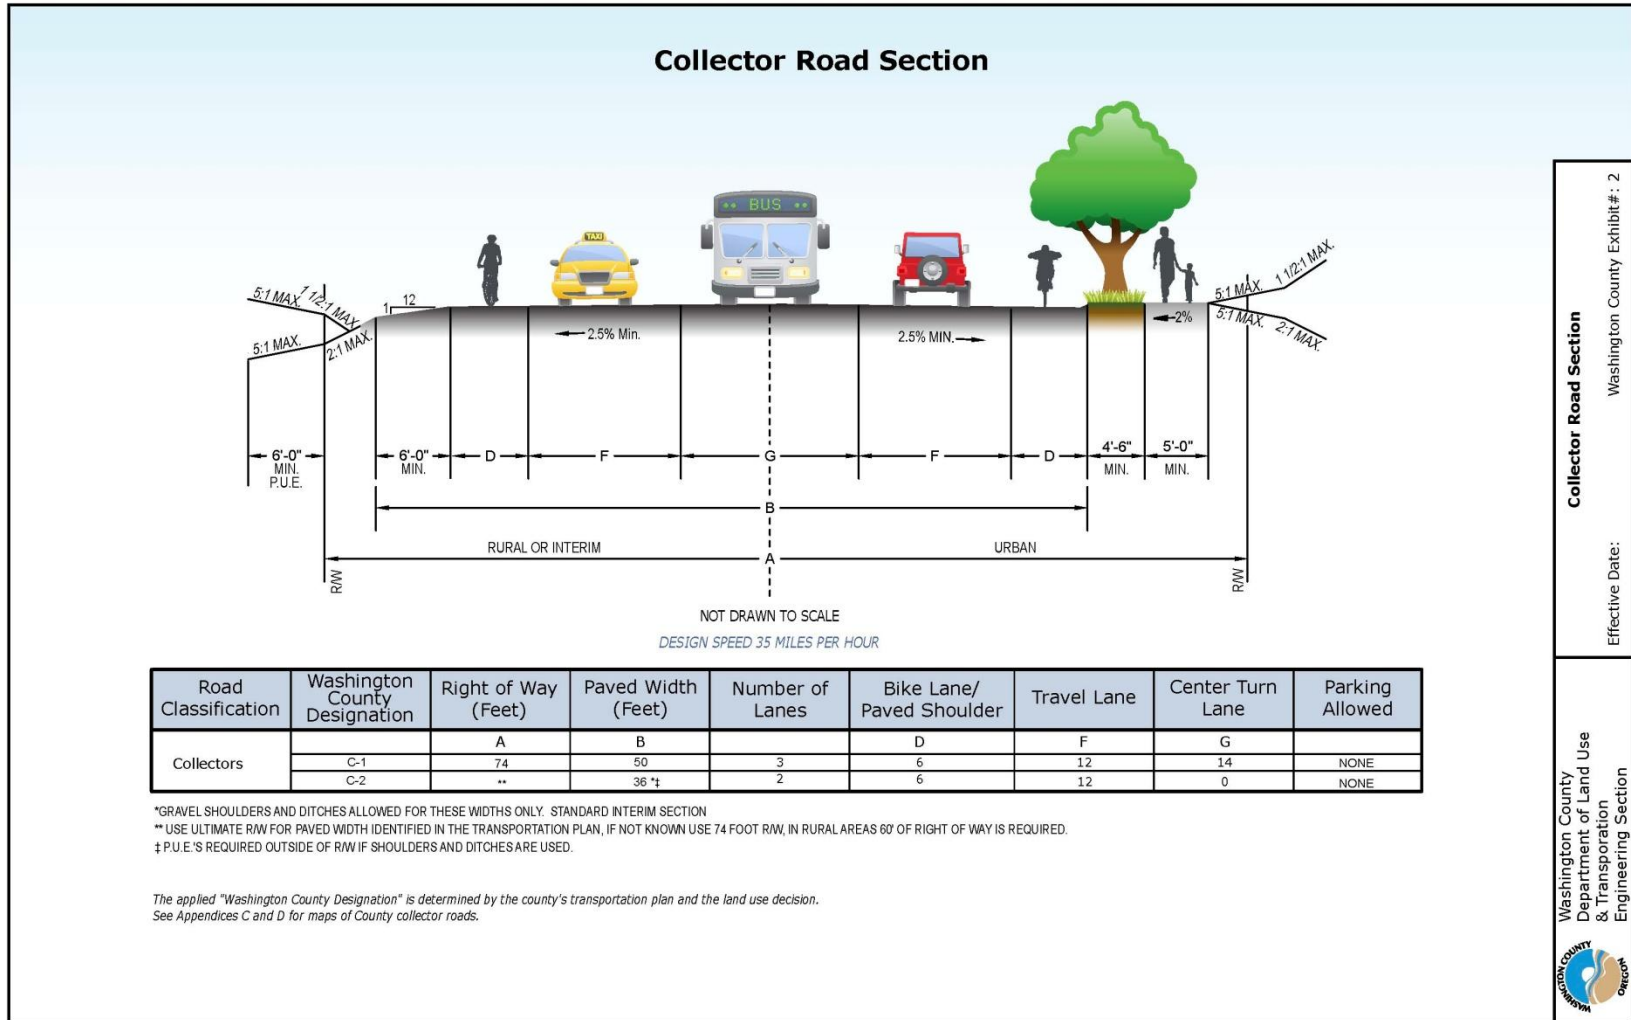 Collector Road Section
BUS
TAXI
5:1 MAX.
1 1/2:1 MAX.
5:1 MAX.
2:1 MAX.
1
12
2.5% Min.
2.5% MIN.
2%
5:1 MAX.
1 1/2:1 MAX.
5:1 MAX.
2:1 MAX.
6'-0"
MIN.
P.U.E.
6'-0"
MIN.
D
F
G
F
D
4'-6"
MIN.
5'-0"
MIN.
B
RURAL OR INTERIM
URBAN
A
R/W
R/W
NOT DRAWN TO SCALE
DESIGN SPEED 35 MILES PER HOUR
Road Classification Washington County Designation Right of Way (Feet) Paved Width (Feet) Number of Lanes Bike Lane/ Paved Shoulder Travel Lane Center Turn Lane Parking Allowed
A B D F G
Collectors
C-1 74 50 3 6 12 14 NONE
C-2 ** 36 *‡ 2 6 12 0 NONE
*GRAVEL SHOULDERS AND DITCHES ALLOWED FOR THESE WIDTHS ONLY. STANDARD INTERIM SECTION
** USE ULTIMATE R/W FOR PAVED WIDTH IDENTIFIED IN THE TRANSPORTATION PLAN, IF NOT KNOWN USE 74 FOOT R/W, IN RURAL AREAS 60' OF RIGHT OF WAY IS REQUIRED.
‡ P.U.E.'S REQUIRED OUTSIDE OF R/W IF SHOULDERS AND DITCHES ARE USED.
The applied "Washington County Designation" is determined by the county's transportation plan and the land use decision.
See Appendices C and D for maps of County collector roads.
Collector Road Section
Effective Date: Washington County Exhibit#: 2
Washington County
Department of Land Use
& Transportation
Engineering Section
WASHINGTON COUNTY
OREGON